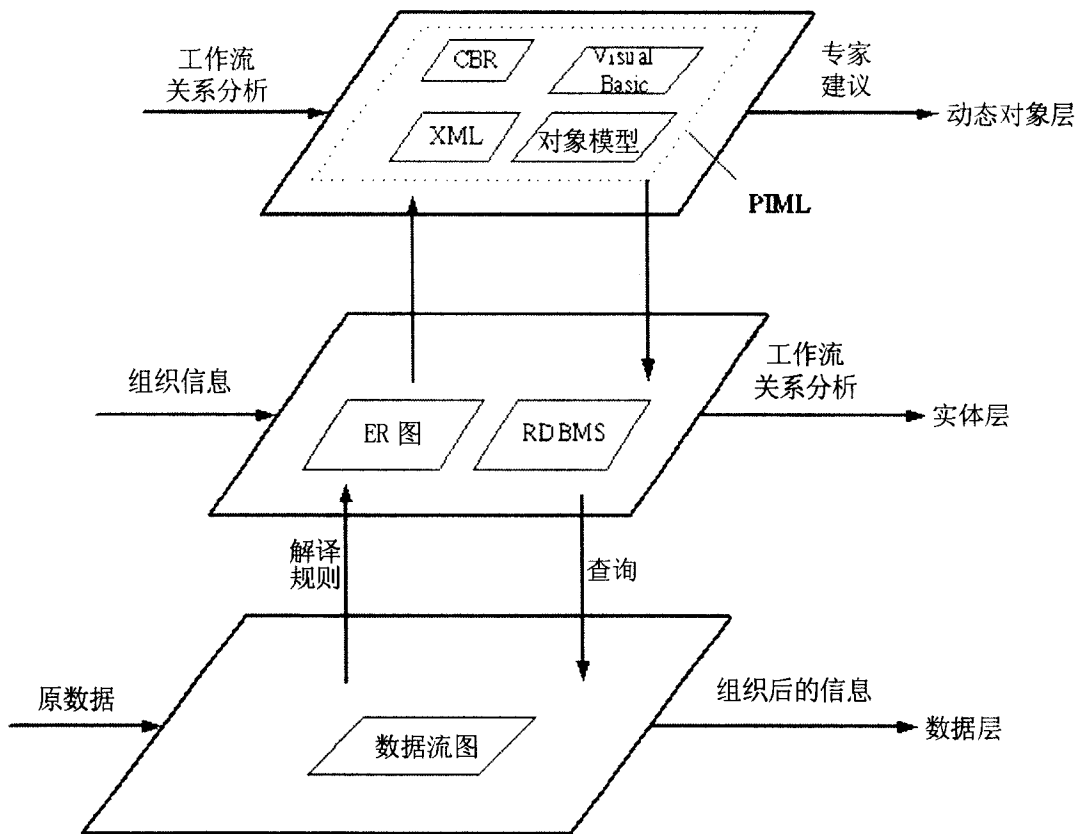 工作流
关系分析
CBR
Visual
Basic
专家
建议
XML
对象模型
动态对象层
PIML
组织信息
ER 图
RDBMS
工作流
关系分析
实体层
解译
规则
查询
原数据
数据流图
组织后的信息
数据层